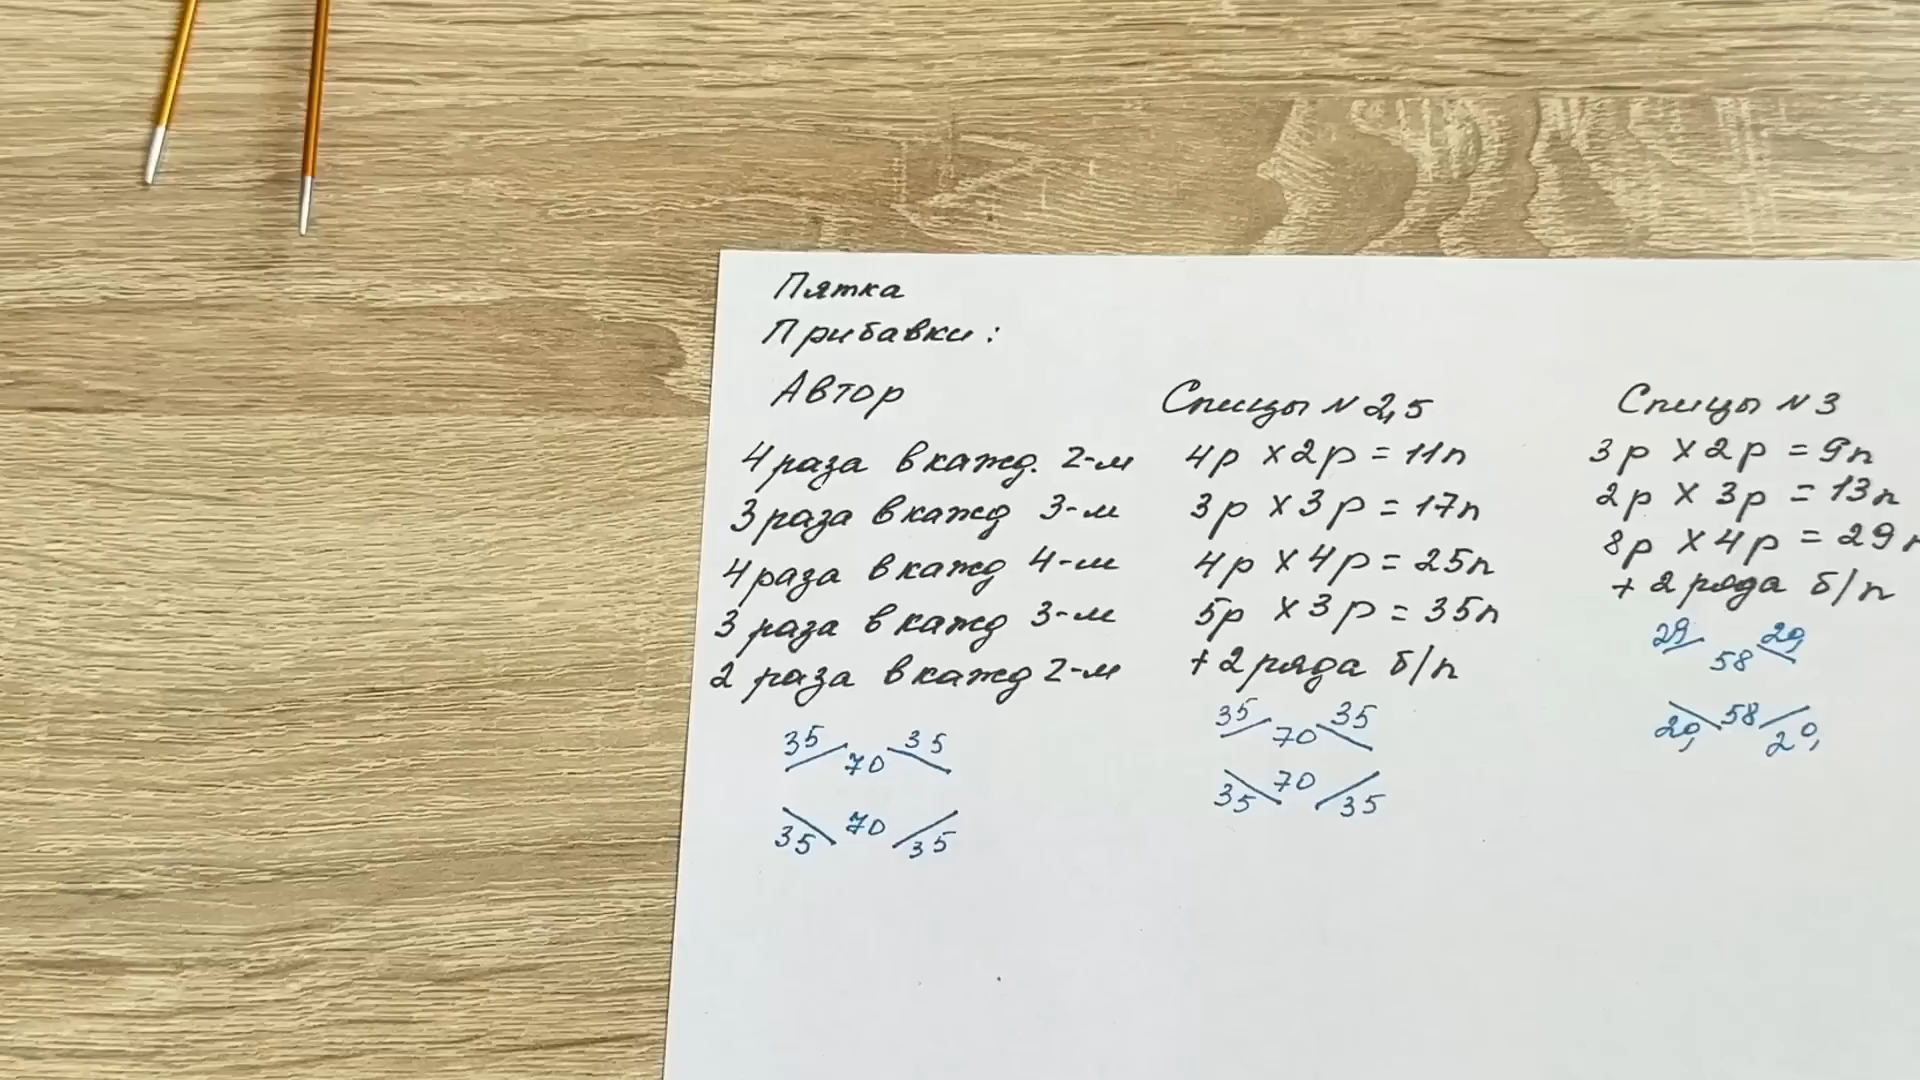 Пятка
Прибавки:
Автор
4 раза в кажд. 2-м
3 раза в кажд 3-м
4 раза в кажд 4-м
3 раза в кажд 3-м
2 раза в кажд 2-м
35 70 35
35 70 35
Спицы № 2,5
4р х 2р = 11п
3р х 3р = 17п
4р х 4р = 25п
5р х 3р = 35п
+ 2 ряда б/п
35 70 35
35 70 35
Спицы № 3
3р х 2р = 9п
2р х 3р = 13п
8р х 4р = 29п
+ 2 ряда б/п
29 58 29
29 58 29